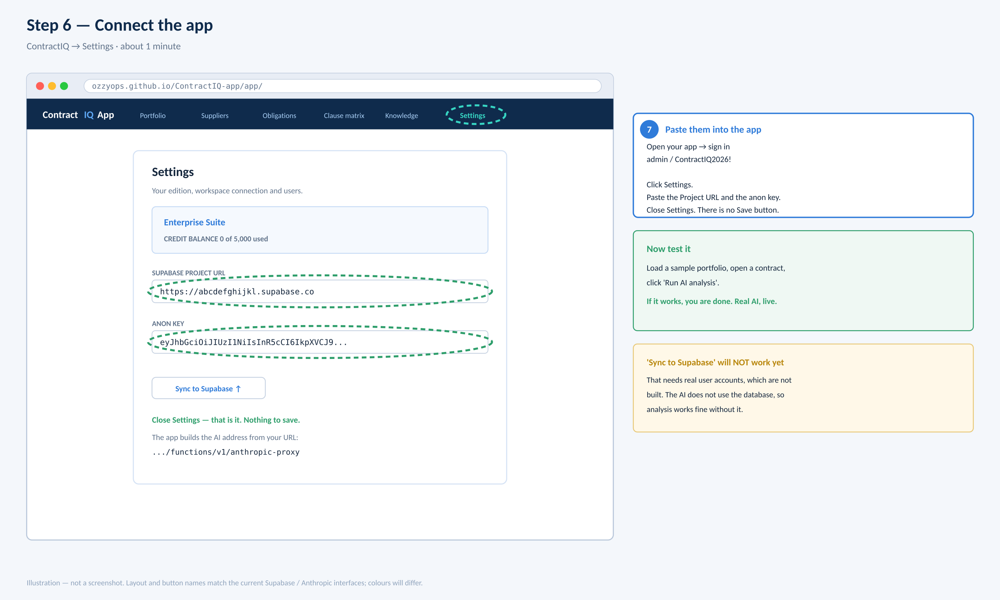 Step 6 — Connect the app
ContractIQ → Settings · about 1 minute
ozzyops.github.io/ContractIQ-app/app/
Contract IQ App
Portfolio
Suppliers
Obligations
Clause matrix
Knowledge
Settings
Settings
Your edition, workspace connection and users.
Enterprise Suite
CREDIT BALANCE 0 of 5,000 used
SUPABASE PROJECT URL
https://abcdefghijkl.supabase.co
ANON KEY
eyJhbGciOiJIUzI1NiIsInR5cCI6IkpXVCJ9...
Sync to Supabase ↑
Close Settings — that is it. Nothing to save.
The app builds the AI address from your URL:
.../functions/v1/anthropic-proxy
7 Paste them into the app
Open your app → sign in
admin / ContractIQ2026!
Click Settings.
Paste the Project URL and the anon key.
Close Settings. There is no Save button.
Now test it
Load a sample portfolio, open a contract,
click 'Run AI analysis'.
If it works, you are done. Real AI, live.
'Sync to Supabase' will NOT work yet
That needs real user accounts, which are not
built. The AI does not use the database, so
analysis works fine without it.
Illustration — not a screenshot. Layout and button names match the current Supabase / Anthropic interfaces; colours will differ.